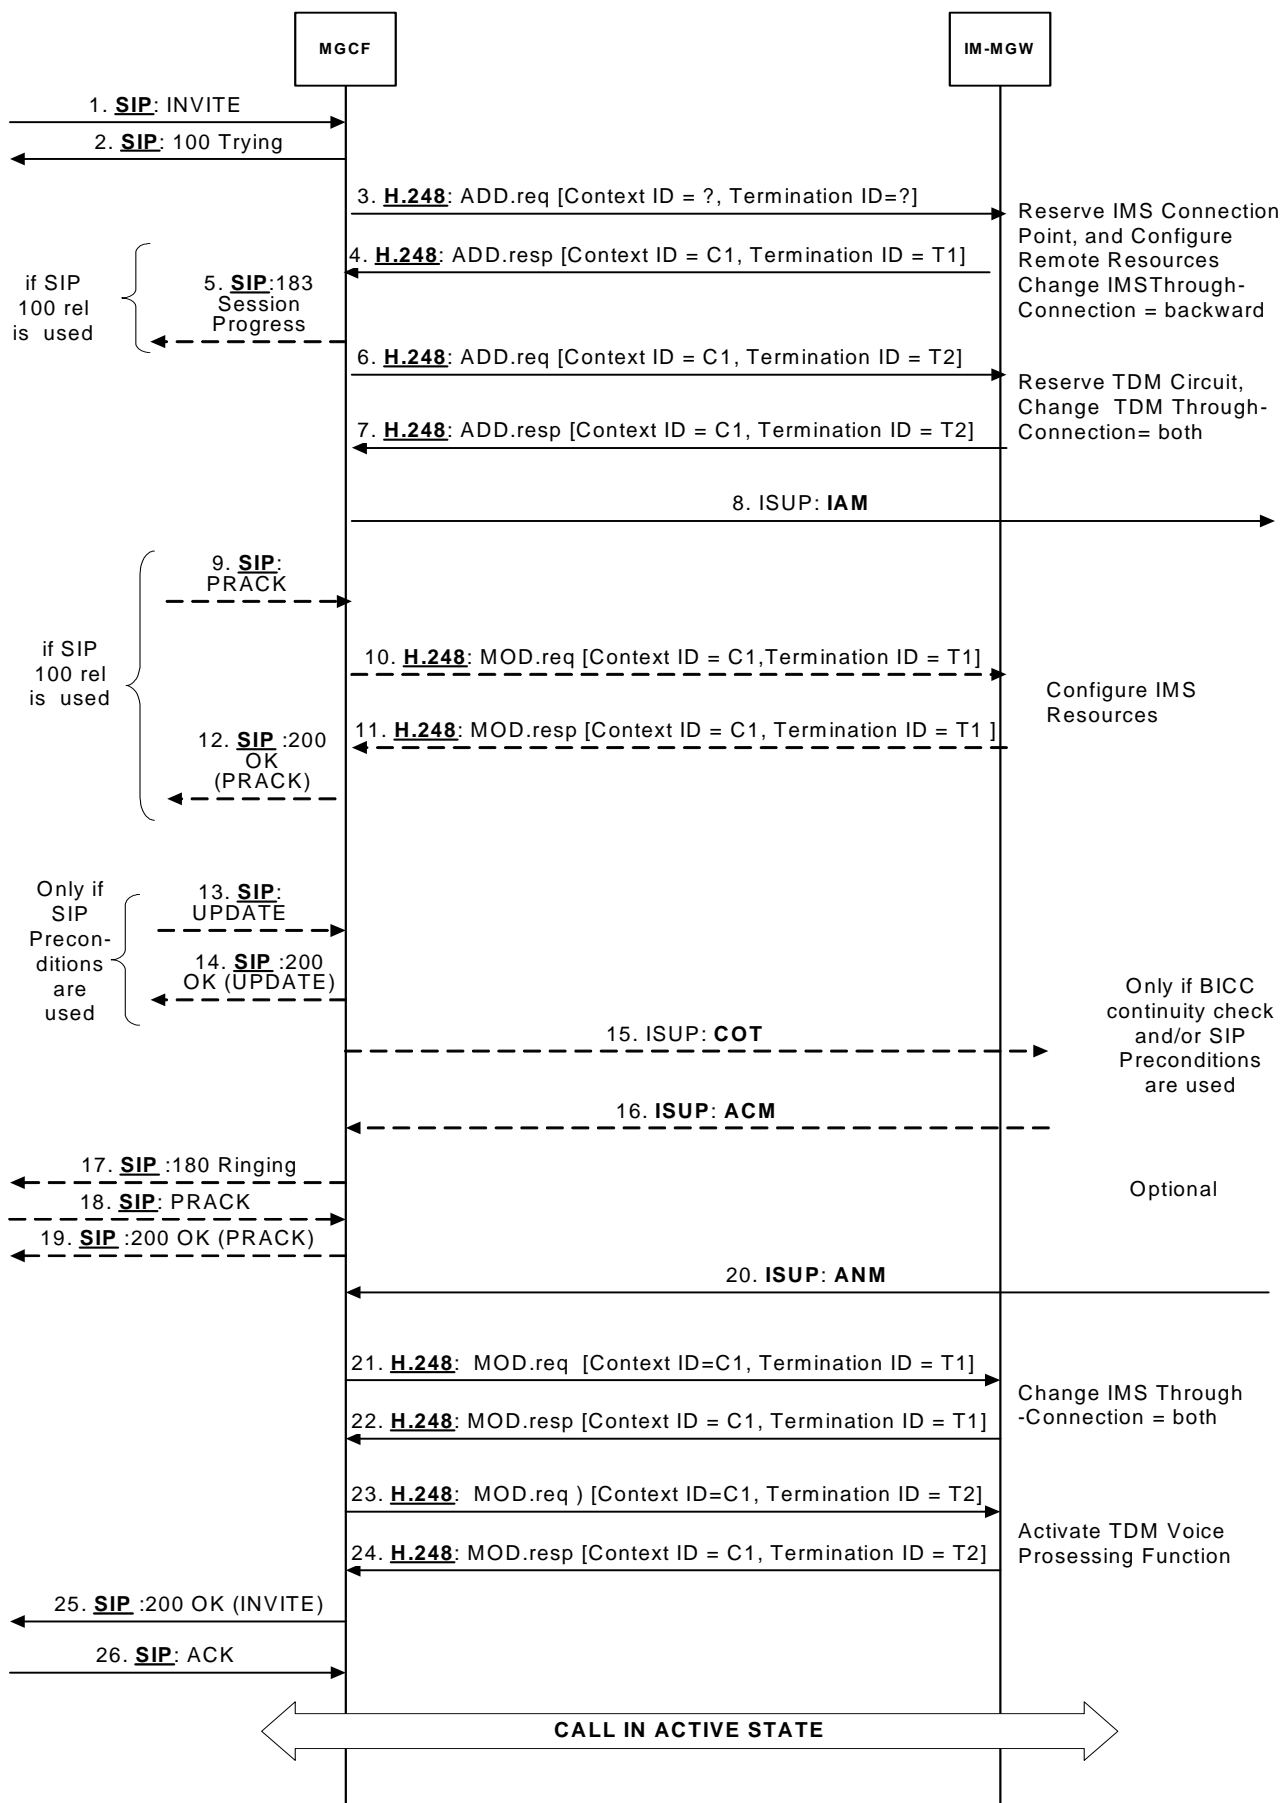 MGCF
IM-MGW
1. SIP: INVITE
2. SIP: 100 Trying
3. H.248: ADD.req [Context ID = ?, Termination ID=?]
Reserve IMS Connection
Point, and Configure
Remote Resources
Change IMSThrough-
Connection = backward
4. H.248: ADD.resp [Context ID = C1, Termination ID = T1]
if SIP
100 rel
is used
5. SIP:183
Session
Progress
6. H.248: ADD.req [Context ID = C1, Termination ID = T2]
Reserve TDM Circuit,
Change TDM Through-
Connection= both
7. H.248: ADD.resp [Context ID = C1, Termination ID = T2]
8. ISUP: IAM
9. SIP:
PRACK
if SIP
100 rel
is used
10. H.248: MOD.req [Context ID = C1,Termination ID = T1]
Configure IMS
Resources
11. H.248: MOD.resp [Context ID = C1, Termination ID = T1 ]
12. SIP :200
OK
(PRACK)
Only if
SIP
Precon-
ditions
are
used
13. SIP:
UPDATE
14. SIP :200
OK (UPDATE)
Only if BICC
continuity check
and/or SIP
Preconditions
are used
15. ISUP: COT
16. ISUP: ACM
17. SIP :180 Ringing
Optional
18. SIP: PRACK
19. SIP :200 OK (PRACK)
20. ISUP: ANM
21. H.248: MOD.req [Context ID=C1, Termination ID = T1]
Change IMS Through
-Connection = both
22. H.248: MOD.resp [Context ID = C1, Termination ID = T1]
23. H.248: MOD.req ) [Context ID=C1, Termination ID = T2]
Activate TDM Voice
Prosessing Function
24. H.248: MOD.resp [Context ID = C1, Termination ID = T2]
25. SIP :200 OK (INVITE)
26. SIP: ACK
CALL IN ACTIVE STATE